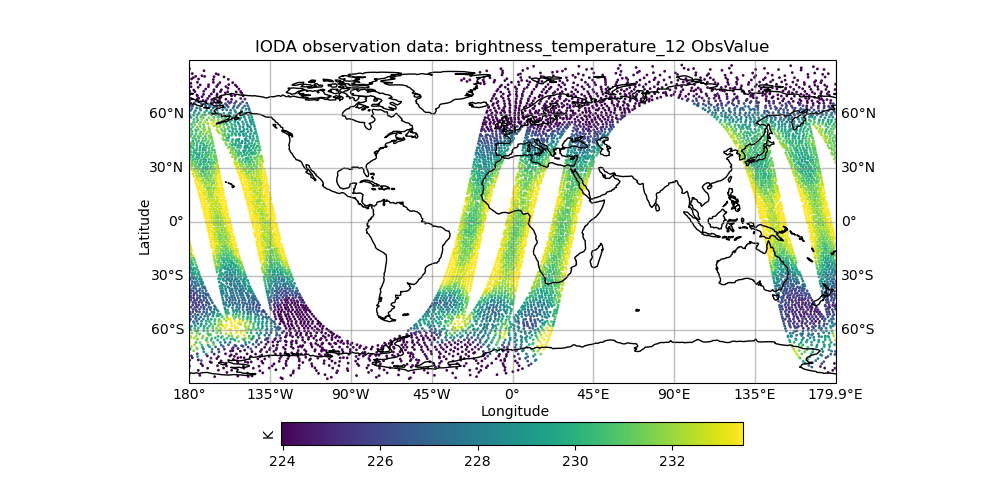 IODA observation data: brightness_temperature_12 ObsValue
60°N 60°N
30°N 30°N
0° 0°
30°S 30°S
60°S 60°S
Latitude
180° 135°W 90°W 45°W 0° 45°E 90°E 135°E 179.9°E
Longitude
K
224 226 228 230 232